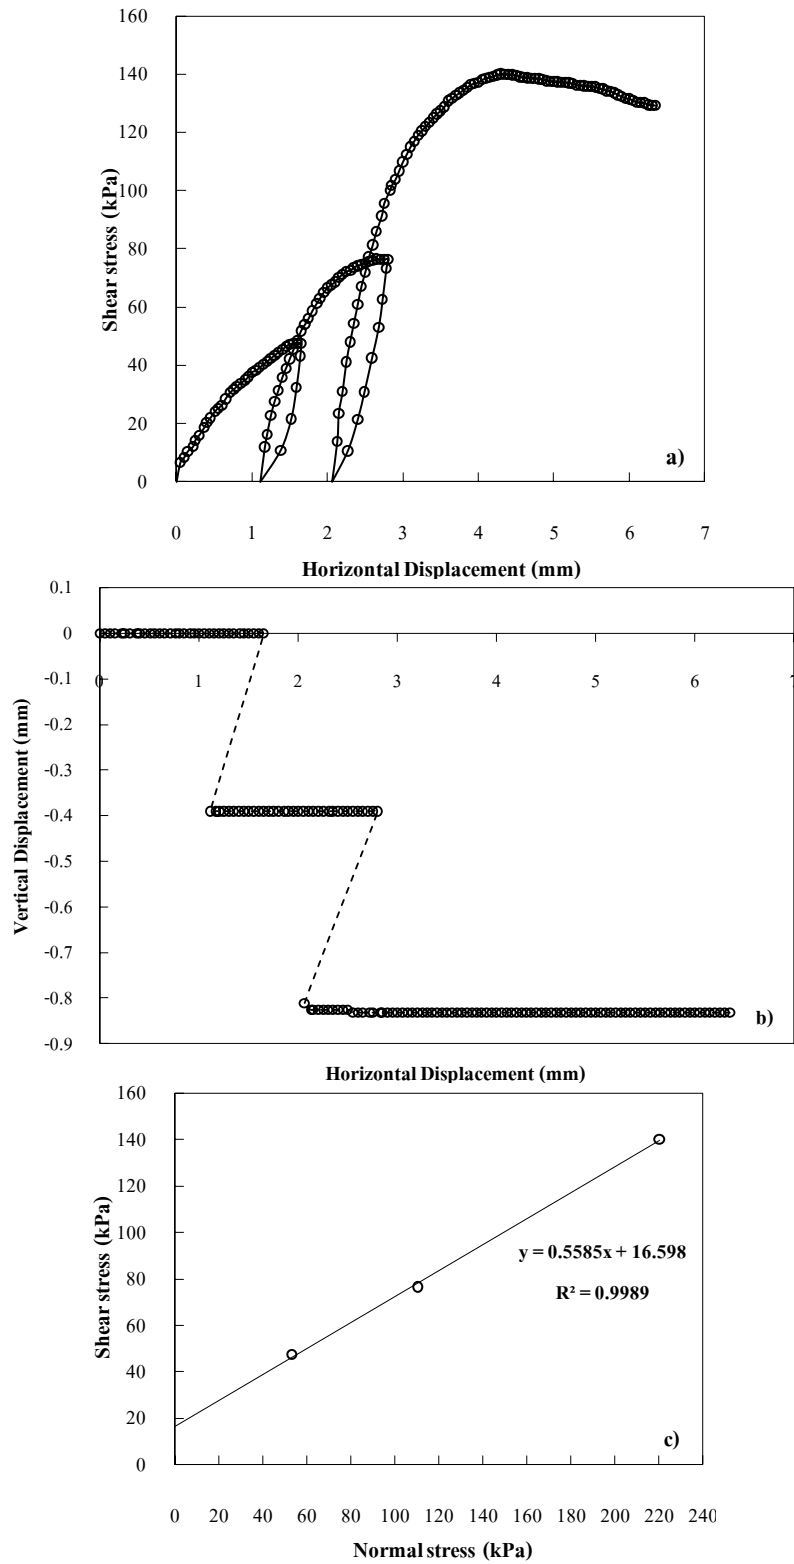 160
140
120
100
80
60
40
20
0
Shear stress (kPa)
a)
0 1 2 3 4 5 6 7
Horizontal Displacement (mm)
0.1
0
-0.1
-0.2
-0.3
-0.4
-0.5
-0.6
-0.7
-0.8
-0.9
0 1 2 3 4 5 6 7
Vertical Displacement (mm)
b)
Horizontal Displacement (mm)
160
140
120
100
80
60
40
20
0
Shear stress (kPa)
y = 0.5585x + 16.598
R² = 0.9989
c)
0 20 40 60 80 100 120 140 160 180 200 220 240
Normal stress (kPa)